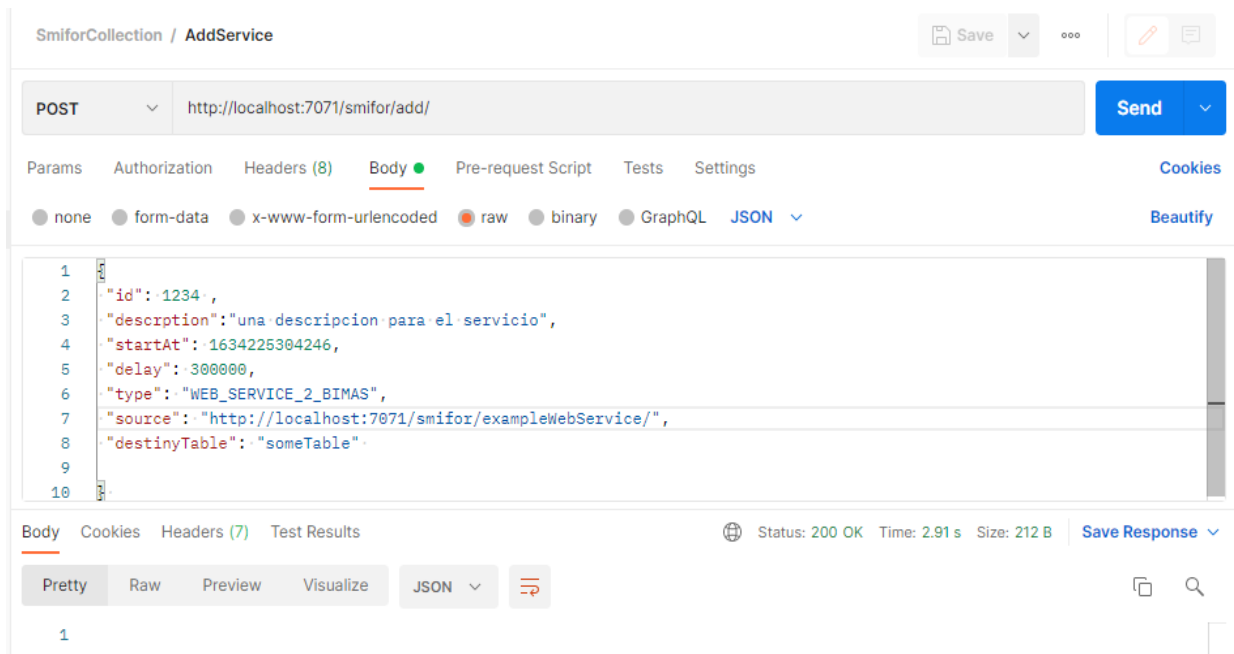 SmiforCollection / AddService
Save
POST
http://localhost:7071/smifor/add/
Send
Params Authorization Headers (8) Body Pre-request Script Tests Settings Cookies
none form-data x-www-form-urlencoded raw binary GraphQL JSON Beautify
1 {
2 "id": 1234 ,
3 "descrption":"una descripcion para el servicio",
4 "startAt": 1634225304246,
5 "delay": 300000,
6 "type": "WEB_SERVICE_2_BIMAS",
7 "source": "http://localhost:7071/smifor/exampleWebService/",
8 "destinyTable": "someTable"
9
10 }
Body Cookies Headers (7) Test Results Status: 200 OK Time: 2.91 s Size: 212 B Save Response
Pretty Raw Preview Visualize JSON
1